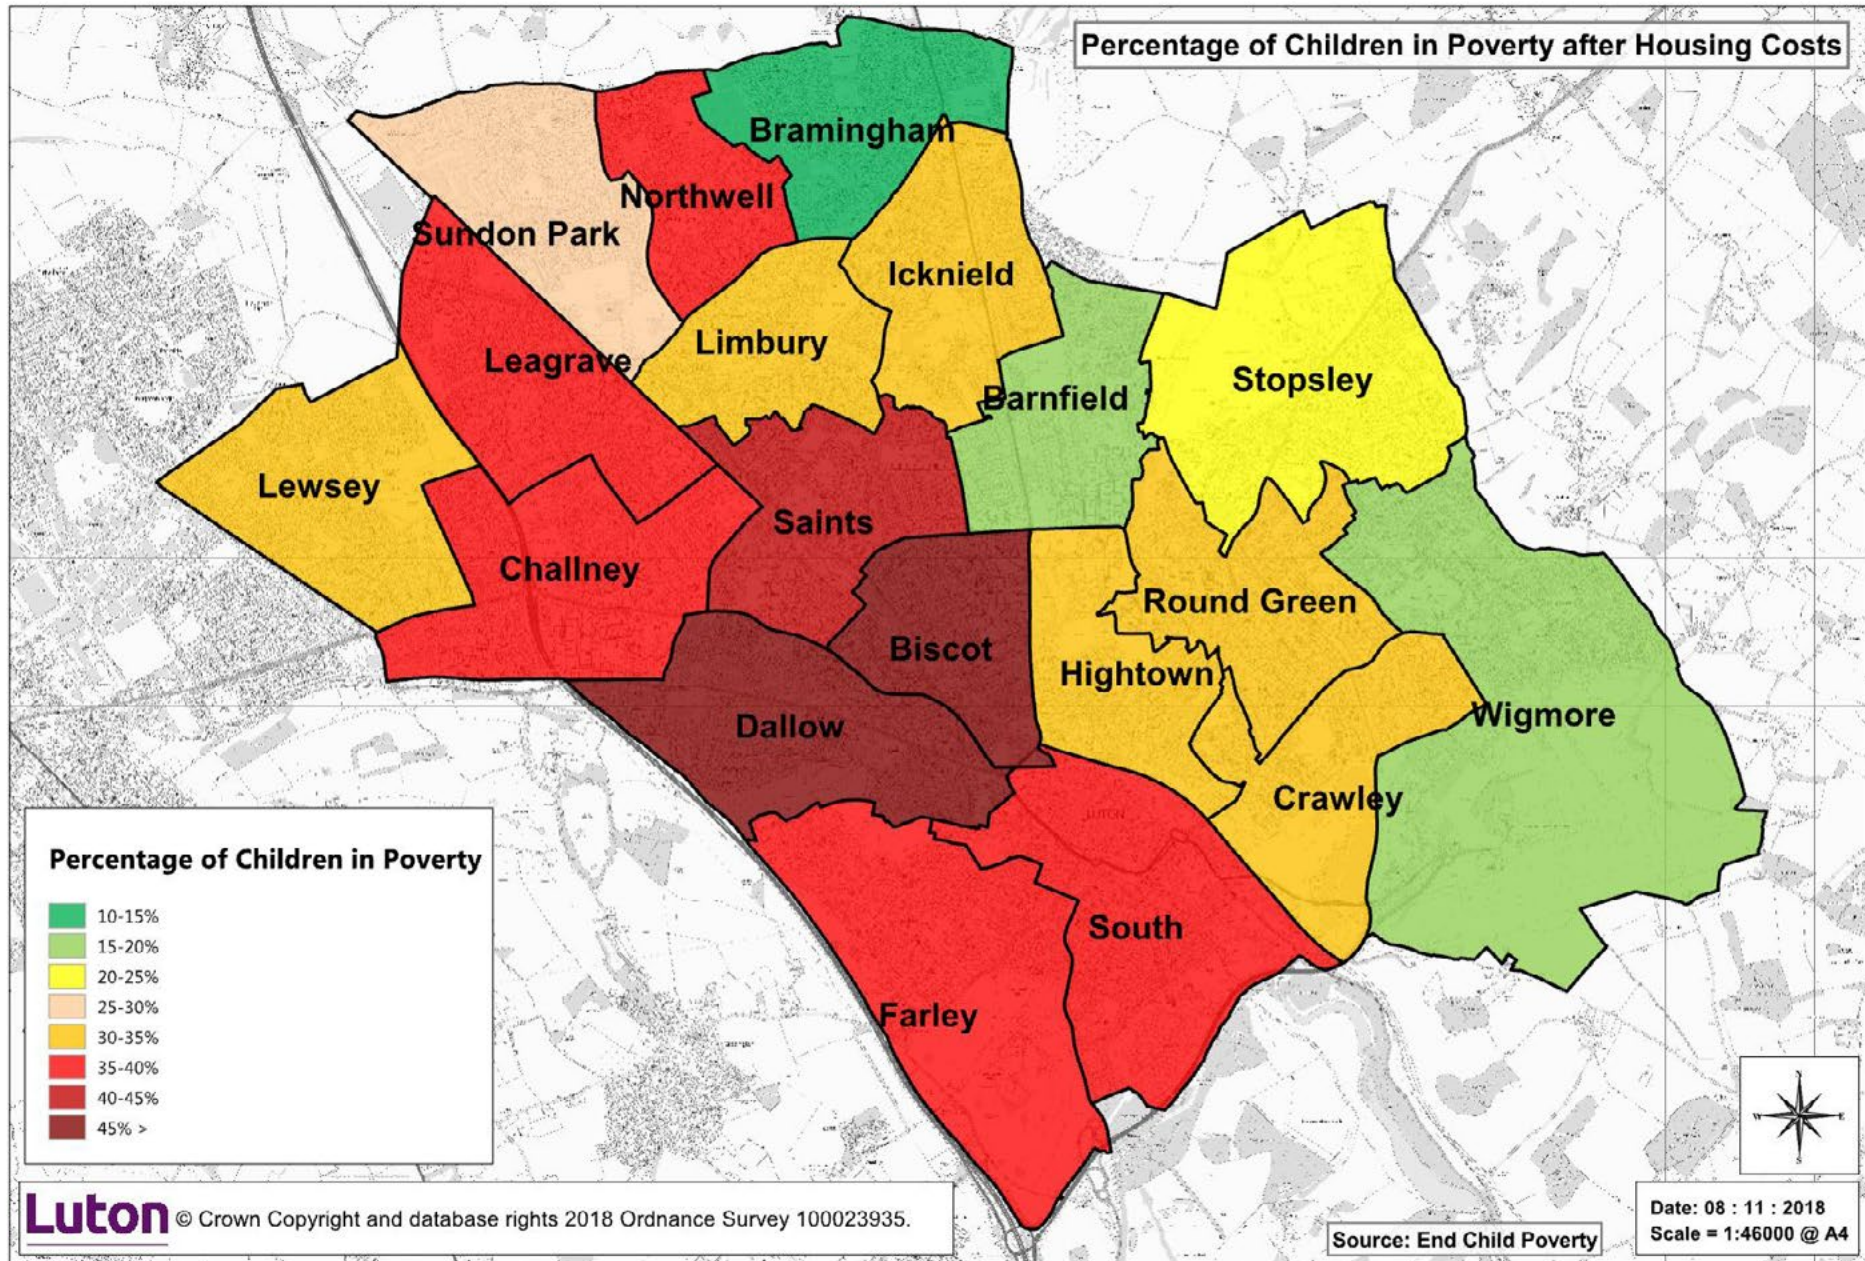 Percentage of Children in Poverty after Housing Costs
Bramingham
Northwell
Sundon Park
Icknield
Limbury
Leagrave
Barnfield
Stopsley
Lewsey
Saints
Challney
Round Green
Biscot
Hightown
Wigmore
Dallow
Crawley
LUTON
South
Farley
Percentage of Children in Poverty
10-15%
15-20%
20-25%
25-30%
30-35%
35-40%
40-45%
45% >
N
W E
S
Luton © Crown Copyright and database rights 2018 Ordnance Survey 100023935.
Source: End Child Poverty
Date: 08 : 11 : 2018
Scale = 1:46000 @ A4